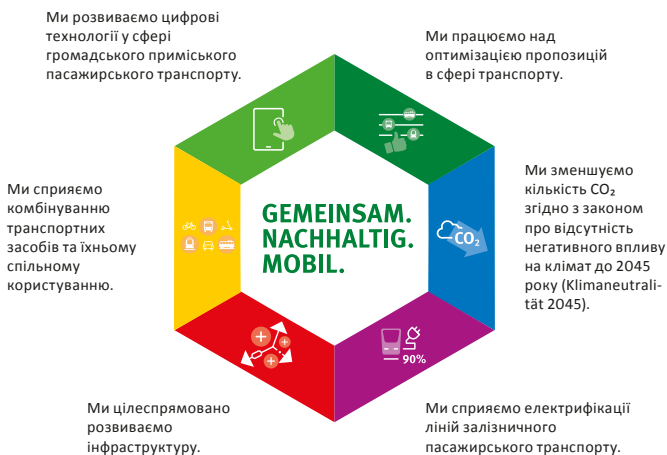 Ми розвиваємо цифрові
технології у сфері
громадського приміського
пасажирського транспорту.
Ми працюємо над
оптимізацією пропозицій
в сфері транспорту.
Ми сприяємо
комбінуванню
транспортних
засобів та їхньому
спільному
користуванню.
GEMEINSAM.
NACHHALTIG.
MOBIL.
CO₂
Ми зменшуємо
кількість CO₂
згідно з законом
про відсутність
негативного впливу
на клімат до 2045
року (Klimaneutrali-
tät 2045).
90%
Ми цілеспрямовано
розвиваємо
інфраструктуру.
Ми сприяємо електрифікації
ліній залізничного
пасажирського транспорту.